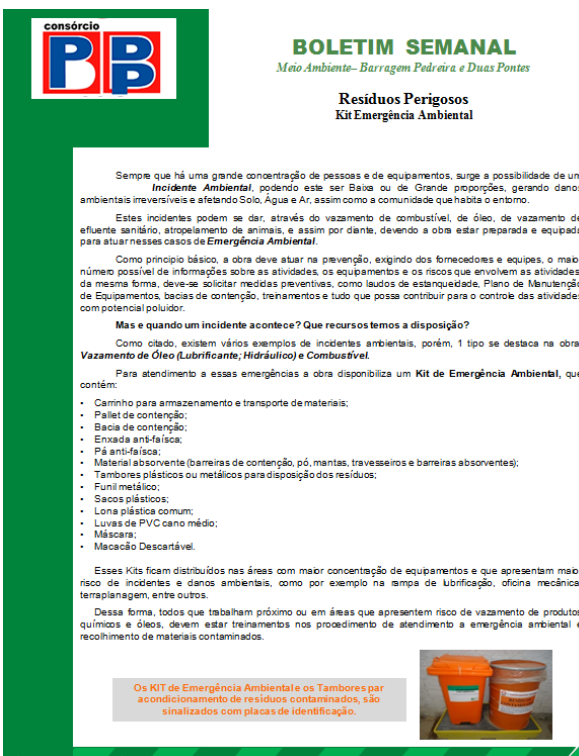 consórcio
PBP
BOLETIM SEMANAL
Meio Ambiente– Barragem Pedreira e Duas Pontes
Resíduos Perigosos
Kit Emergência Ambiental
Sempre que há uma grande concentração de pessoas e de equipamentos, surge a possibilidade de um
Incidente Ambiental, podendo este ser Baixa ou de Grande proporções, gerando danos
ambientais irreversíveis e afetando Solo, Água e Ar, assim como a comunidade que habita o entorno.
Estes incidentes podem se dar, através do vazamento de combustível, de óleo, de vazamento de
efluente sanitário, atropelamento de animais, e assim por diante, devendo a obra estar preparada e equipada
para atuar nesses casos de Emergência Ambiental.
Como principio básico, a obra deve atuar na prevenção, exigindo dos fornecedores e equipes, o maio
número possível de informações sobre as atividades, os equipamentos e os riscos que envolvem as atividades
da mesma forma, deve-se solicitar medidas preventivas, como laudos de estanqueidade, Plano de Manutenção
de Equipamentos, bacias de contenção, treinamentos e tudo que possa contribuir para o controle das atividades
com potencial poluidor.
Mas e quando um incidente acontece? Que recursos temos a disposição?
Como citado, existem vários exemplos de incidentes ambientais, porém, 1 tipo se destaca na obra
Vazamento de Óleo (Lubrificante; Hidráulico) e Combustível.
Para atendimento a essas emergências a obra disponibiliza um Kit de Emergência Ambiental, que
contém:
• Carrinho para armazenamento e transporte de materiais;
• Pallet de contenção;
• Bacia de contenção;
• Enxada anti-faísca;
• Pá anti-faísca;
• Material absorvente (barreiras de contenção, pó, mantas, travesseiros e barreiras absorventes);
• Tambores plásticos ou metálicos para disposição dos resíduos;
• Funil metálico;
• Sacos plásticos;
• Lona plástica comum;
• Luvas de PVC cano médio;
• Máscara;
• Macacão Descartável.
Esses Kits ficam distribuídos nas áreas com maior concentração de equipamentos e que apresentam maio
risco de incidentes e danos ambientais, como por exemplo na rampa de lubrificação, oficina mecânica
terraplanagem, entre outros.
Dessa forma, todos que trabalham próximo ou em áreas que apresentem risco de vazamento de produtos
químicos e óleos, devem estar treinamentos nos procedimento de atendimento a emergência ambiental e
recolhimento de materiais contaminados.
Os KIT de Emergência Ambiental e os Tambores par
acondicionamento de resíduos contaminados, são
sinalizados com placas de identificação.